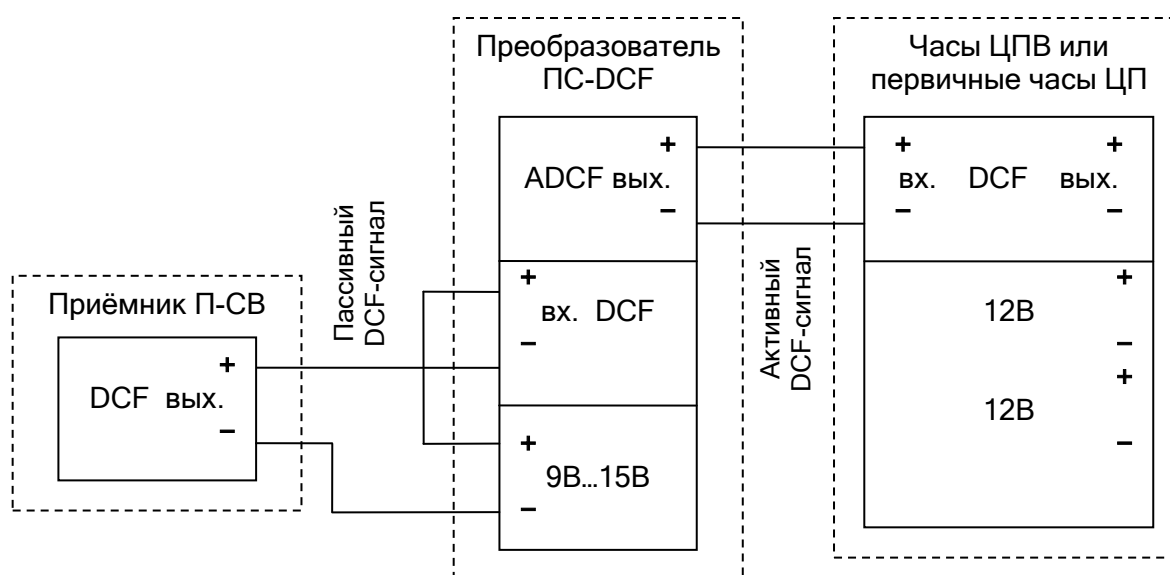 Преобразователь
ПС-DCF
Часы ЦПВ или
первичные часы ЦП
+
ADCF вых.
−
+ +
вх. DCF вых.
− −
Пассивный
DCF-сигнал
Активный
DCF-сигнал
Приёмник П-СВ
+
DCF вых.
−
+
вх. DCF
−
+
9В...15В
−
+
12В
−
+
12В
−